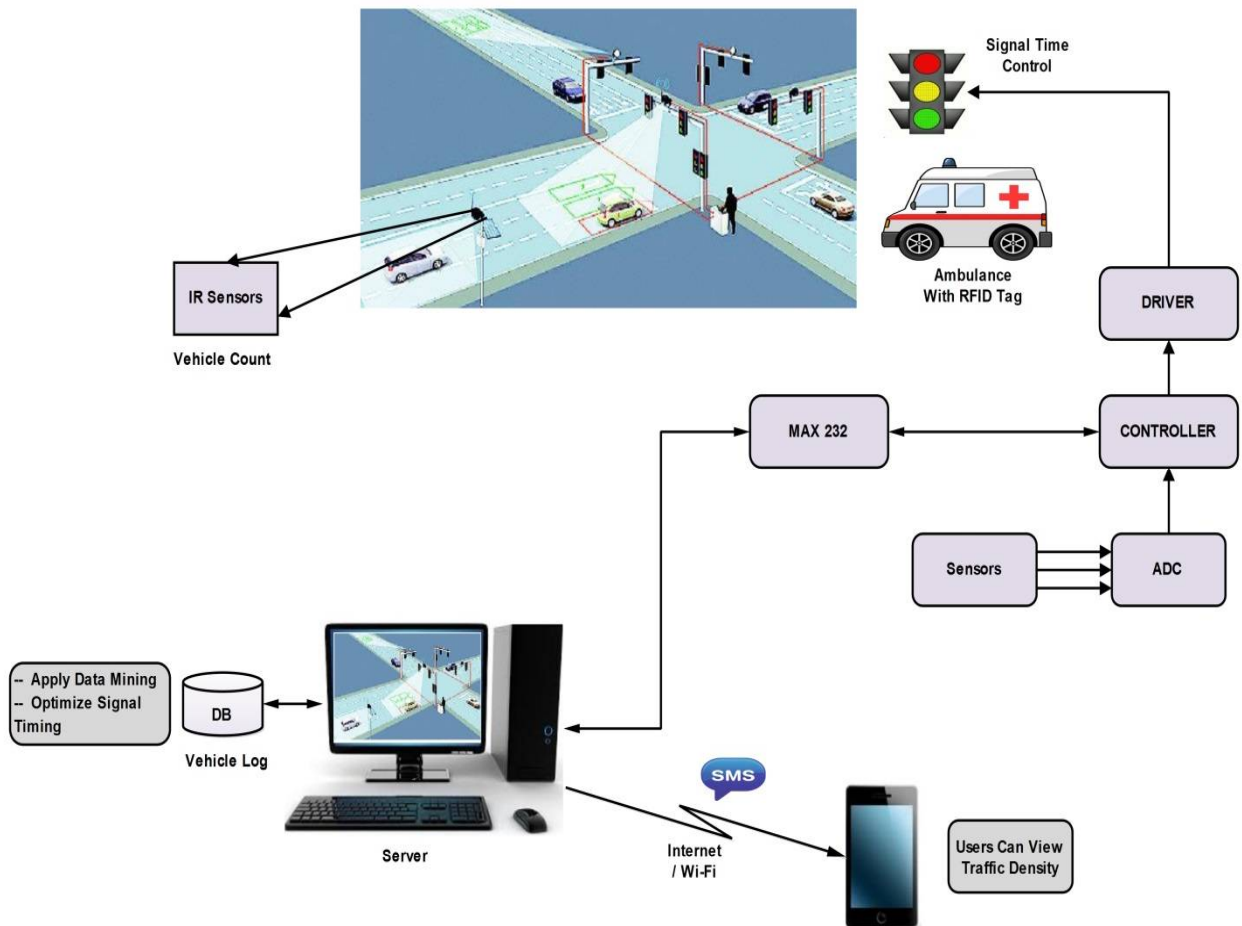 Signal Time
Control
Ambulance
With RFID Tag
IR Sensors
Vehicle Count
DRIVER
MAX 232
CONTROLLER
Sensors
ADC
-- Apply Data Mining
-- Optimize Signal
Timing
DB
Vehicle Log
Server
SMS
Internet
/ Wi-Fi
Users Can View
Traffic Density